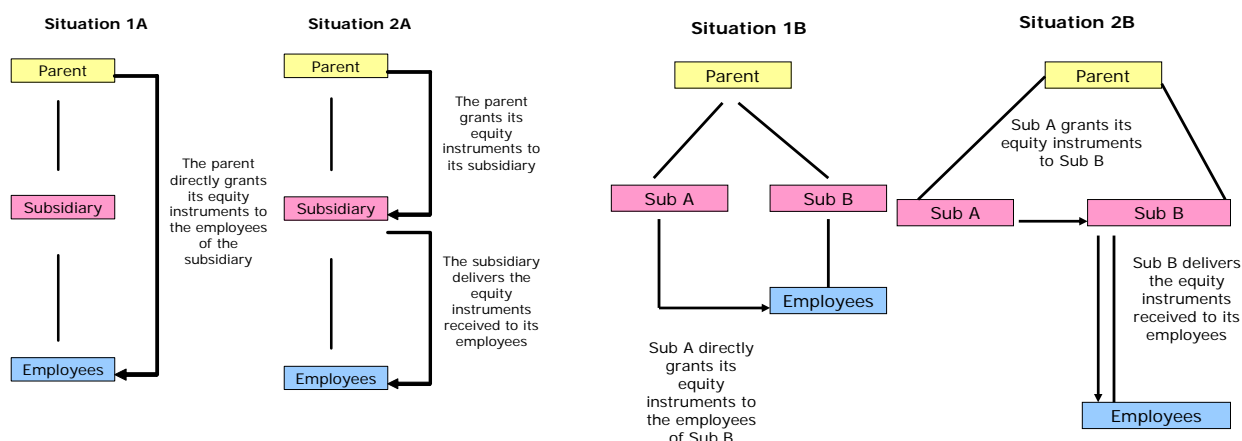 Situation 1A
Parent
The parent
directly grants
its equity
instruments to
the employees
of the
subsidiary
Subsidiary
Employees
Situation 2A
Parent
The parent
grants its
equity
instruments to
its subsidiary
Subsidiary
The subsidiary
delivers the
equity
instruments
received to its
employees
Employees
Situation 1B
Parent
Sub A
Sub B
Employees
Sub A directly
grants its
equity
instruments to
the employees
of Sub B
Situation 2B
Parent
Sub A grants its
equity instruments
to Sub B
Sub A
Sub B
Sub B delivers
the equity
instruments
received to its
employees
Employees